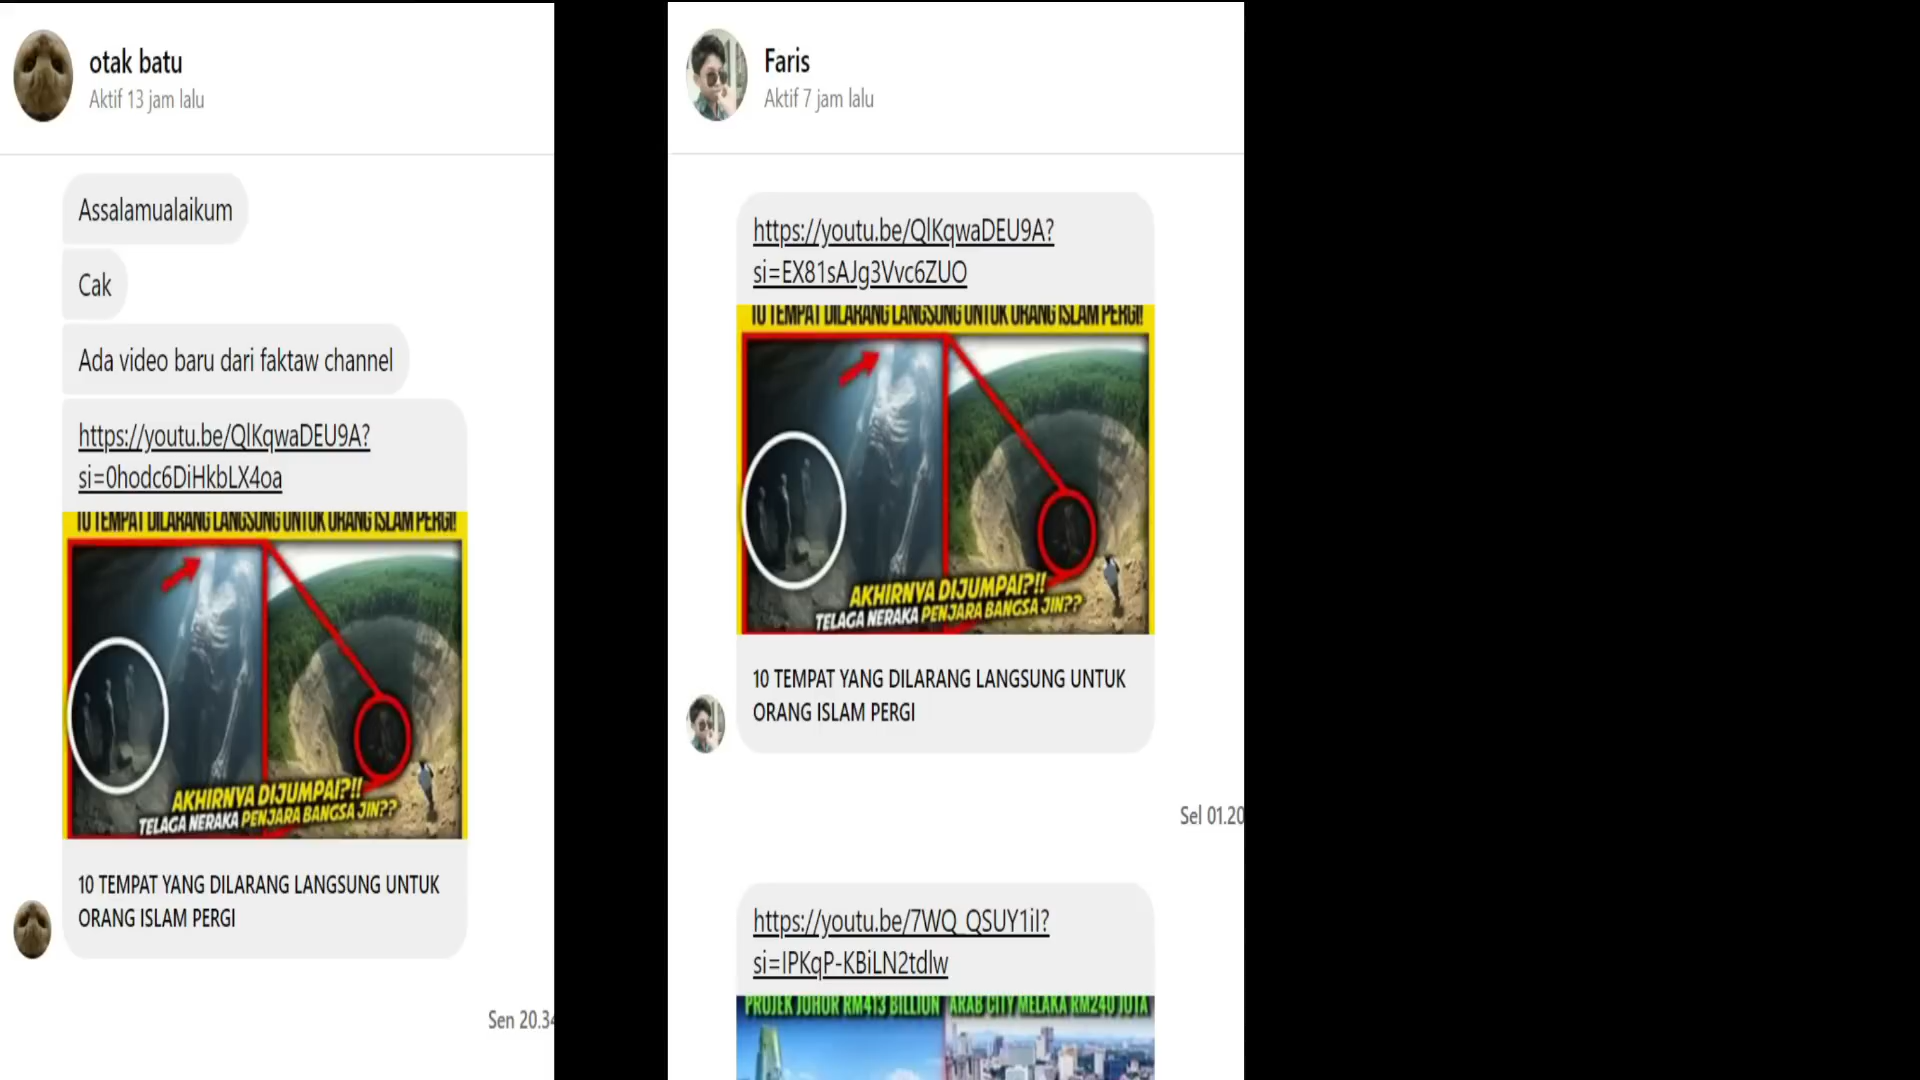 otak batu
Aktif 13 jam lalu
Assalamualaikum
Cak
Ada video baru dari faktaw channel
https://youtu.be/QlKqwaDEU9A?
si=0hodc6DiHkbLX4oa
10 TEMPAT DILARANG LANGSUNG UNTUK ORANG ISLAM PERGI!
AKHIRNYA DIJUMPAI?!!
TELAGA NERAKA PENJARA BANGSA JIN??
10 TEMPAT YANG DILARANG LANGSUNG UNTUK
ORANG ISLAM PERGI
Sen 20.34
Faris
Aktif 7 jam lalu
https://youtu.be/QlKqwaDEU9A?
si=EX81sAJg3Vvc6ZUO
10 TEMPAT DILARANG LANGSUNG UNTUK ORANG ISLAM PERGI!
AKHIRNYA DIJUMPAI?!!
TELAGA NERAKA PENJARA BANGSA JIN??
10 TEMPAT YANG DILARANG LANGSUNG UNTUK
ORANG ISLAM PERGI
Sel 01.20
https://youtu.be/7WQ_QSUY1iI?
si=IPKqP-KBiLN2tdlw
PROJEK JOHOR RM413 BILLION ARAB CITY MELAKA RM240 JUTA